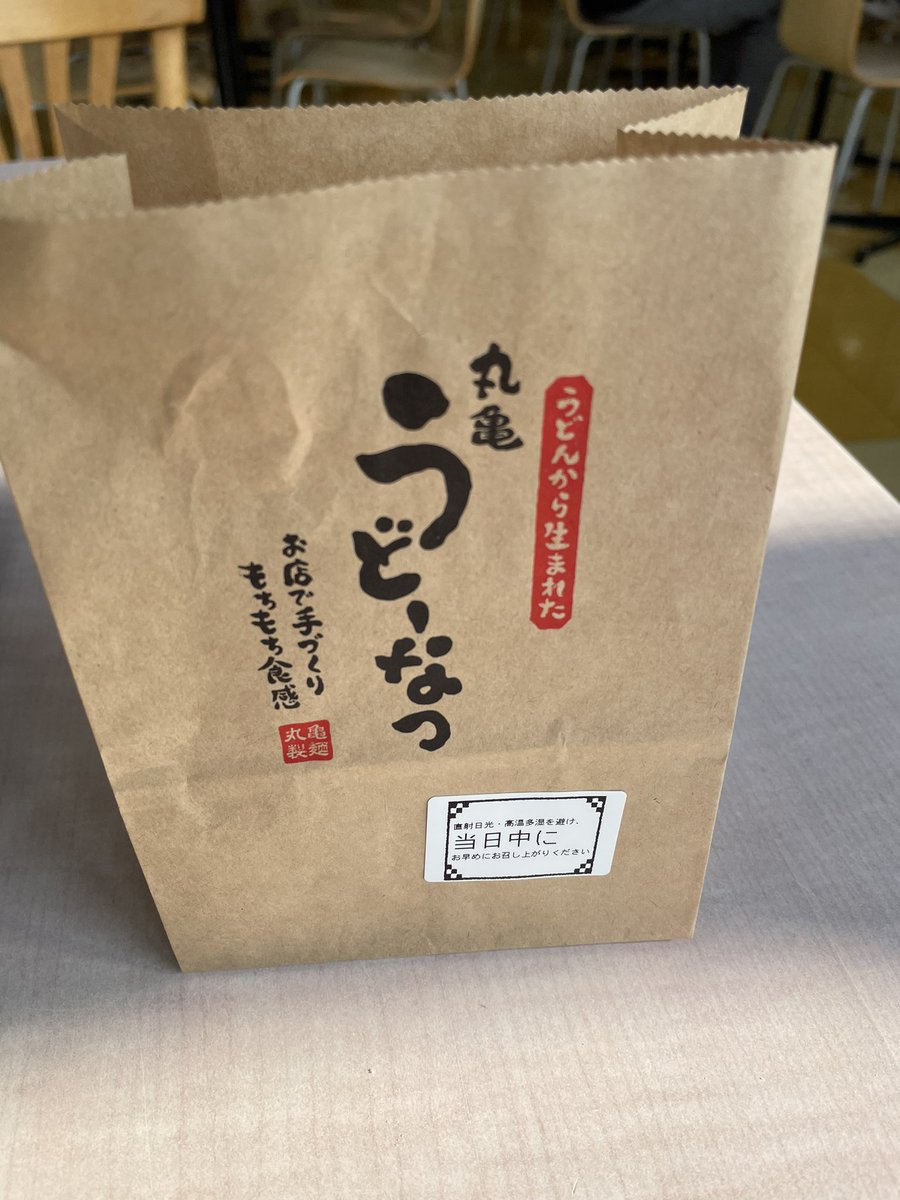 うどんから生まれた
丸亀
うどーなつ
お店で手づくり
もちもち食感
丸亀
製麺
直射日光・高温多湿を避け、
当日中に
お早めにお召し上がりください